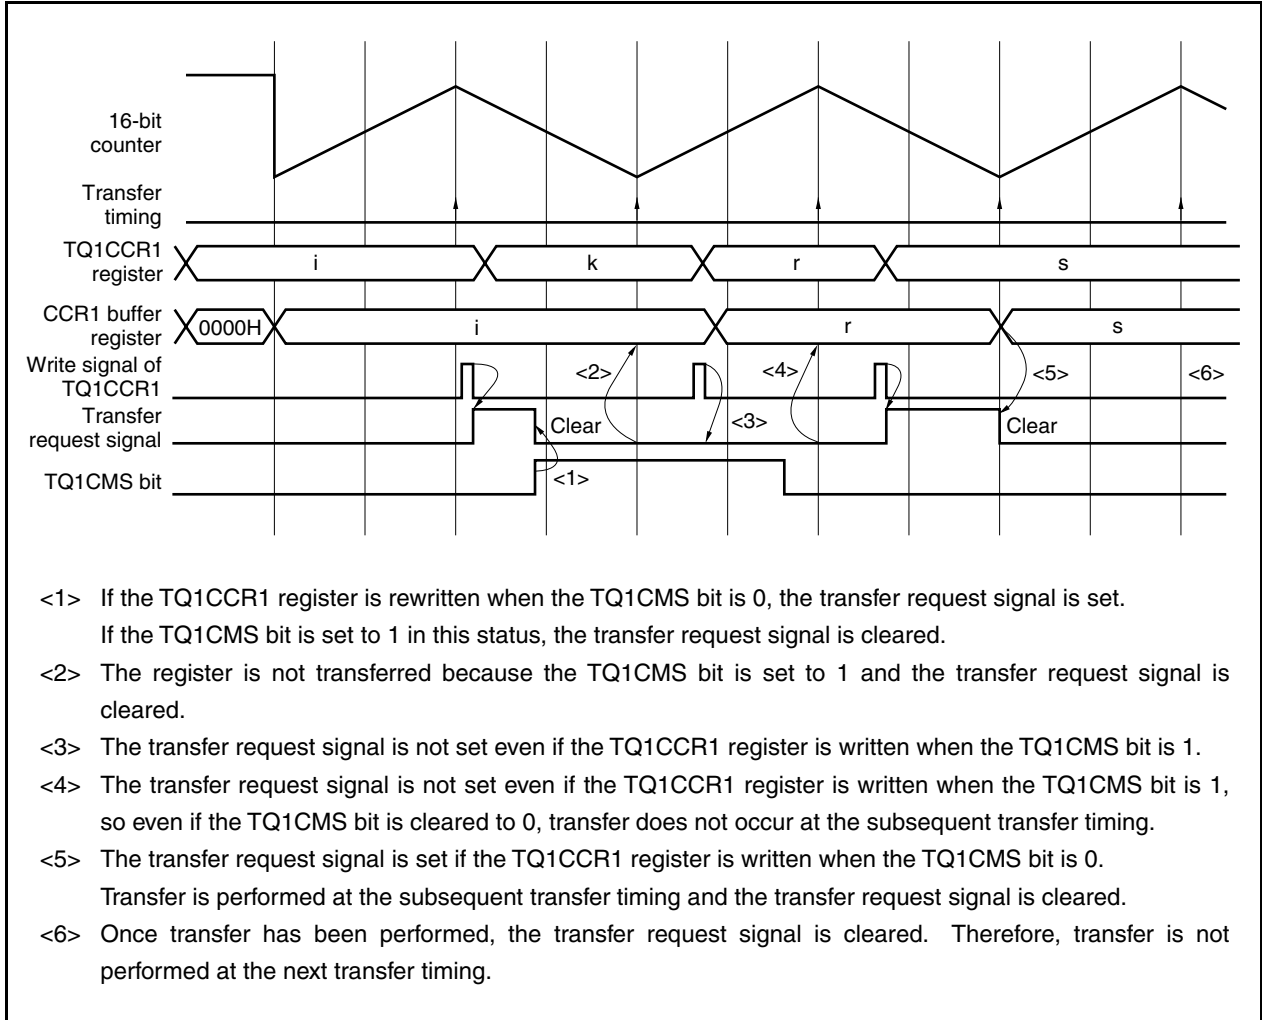 16-bit
counter
Transfer
timing
TQ1CCR1
register
i k r s
CCR1 buffer
register
0000H i r s
Write signal of
TQ1CCR1
<2> <4> <5> <6>
Transfer
request signal
Clear <3> Clear
TQ1CMS bit
<1>
<1> If the TQ1CCR1 register is rewritten when the TQ1CMS bit is 0, the transfer request signal is set.
If the TQ1CMS bit is set to 1 in this status, the transfer request signal is cleared.
<2> The register is not transferred because the TQ1CMS bit is set to 1 and the transfer request signal is
cleared.
<3> The transfer request signal is not set even if the TQ1CCR1 register is written when the TQ1CMS bit is 1.
<4> The transfer request signal is not set even if the TQ1CCR1 register is written when the TQ1CMS bit is 1,
so even if the TQ1CMS bit is cleared to 0, transfer does not occur at the subsequent transfer timing.
<5> The transfer request signal is set if the TQ1CCR1 register is written when the TQ1CMS bit is 0.
Transfer is performed at the subsequent transfer timing and the transfer request signal is cleared.
<6> Once transfer has been performed, the transfer request signal is cleared. Therefore, transfer is not
performed at the next transfer timing.